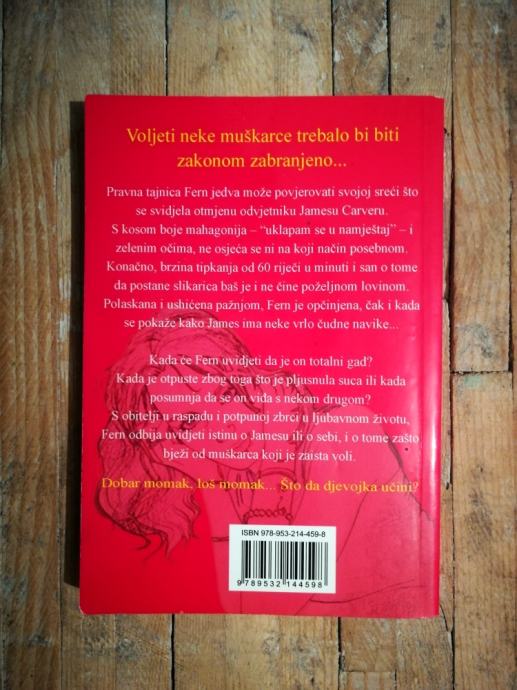 Voljeti neke muškarce trebalo bi biti
zakonom zabranjeno...
Pravna tajnica Fern jedva može povjerovati svojoj sreći što
se svidjela otmjenu odvjetniku Jamesu Carveru.
S kosom boje mahagonija – “uklapam se u namještaj” – i
zelenim očima, ne osjeća se ni na koji način posebnom.
Konačno, brzina tipkanja od 60 riječi u minuti i san o tome
da postane slikarica baš je i ne čine poželjnom lovinom.
Polaskana i ushićena pažnjom, Fern je opčinjena, čak i kada
se pokaže kako James ima neke vrlo čudne navike...
Kada će Fern uvidjeti da je on totalni gad?
Kada je otpuste zbog toga što je pljusnula suca ili kada
posumnja da se on viđa s nekom drugom?
S obitelji u raspadu i potpunoj zbrci u ljubavnom životu,
Fern odbija uvidjeti istinu o Jamesu ili o sebi, i o tome zašto
bježi od muškarca koji je zaista voli.
Dobar momak, loš momak... Što da djevojka učini?
ISBN 978-953-214-459-8
9 789532 144598